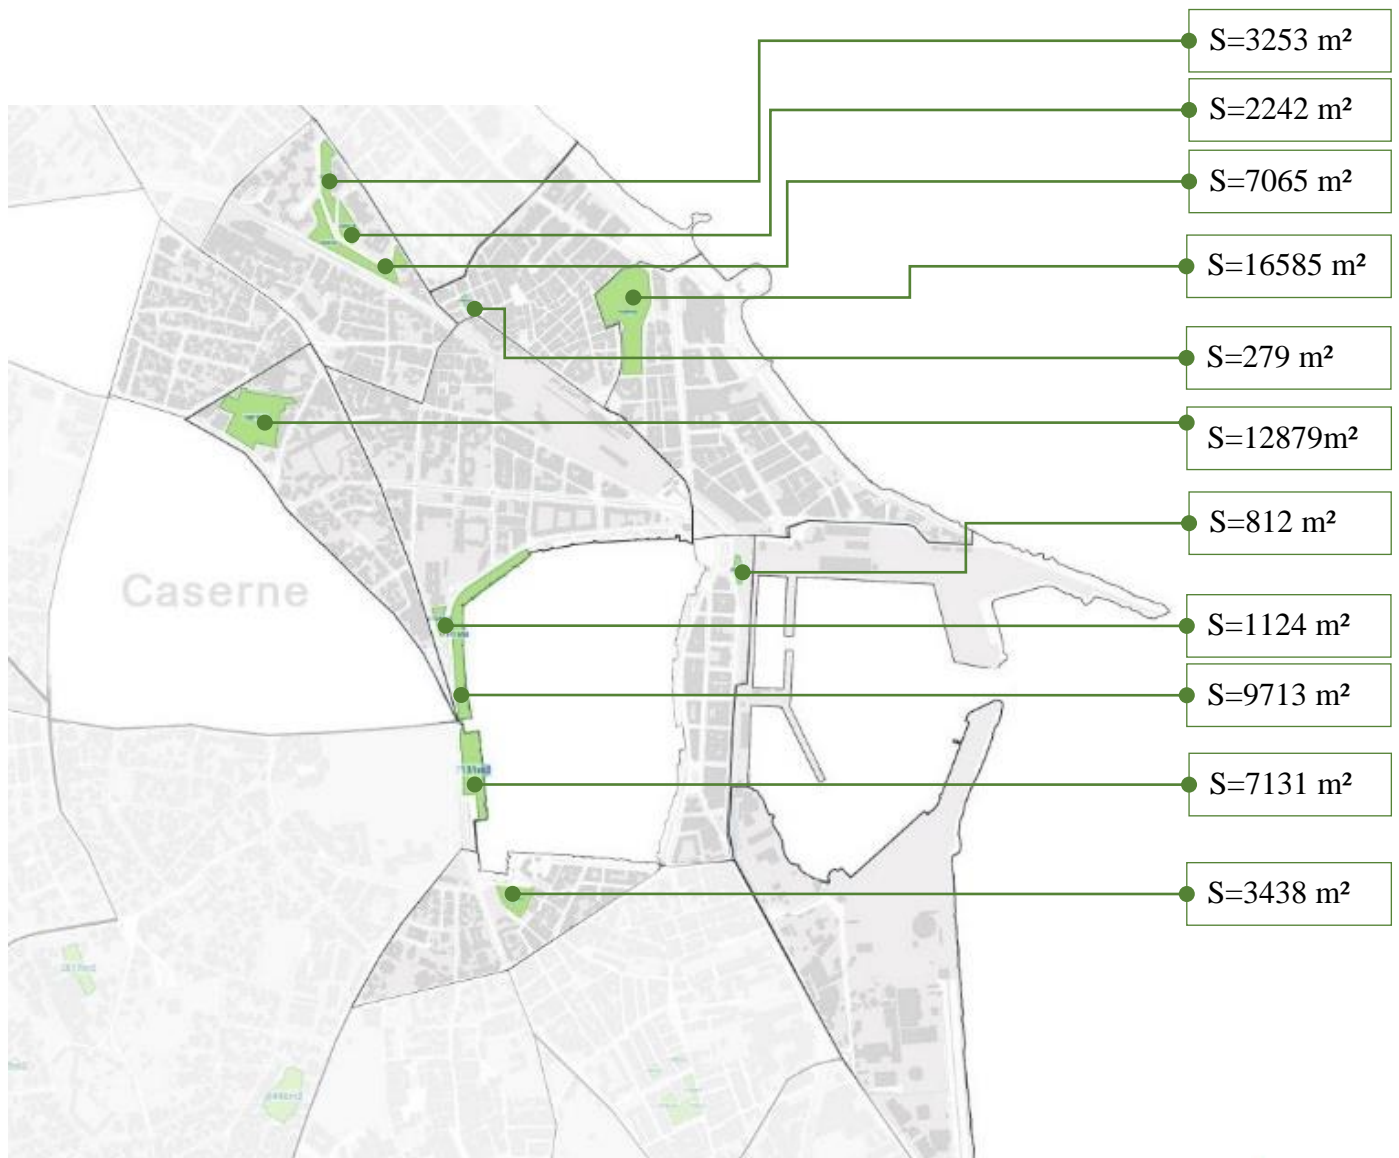 S=3253 m²
S=2242 m²
S=7065 m²
S=16585 m²
S=279 m²
S=12879m²
S=812 m²
Caserne
S=1124 m²
S=9713 m²
S=7131 m²
S=3438 m²